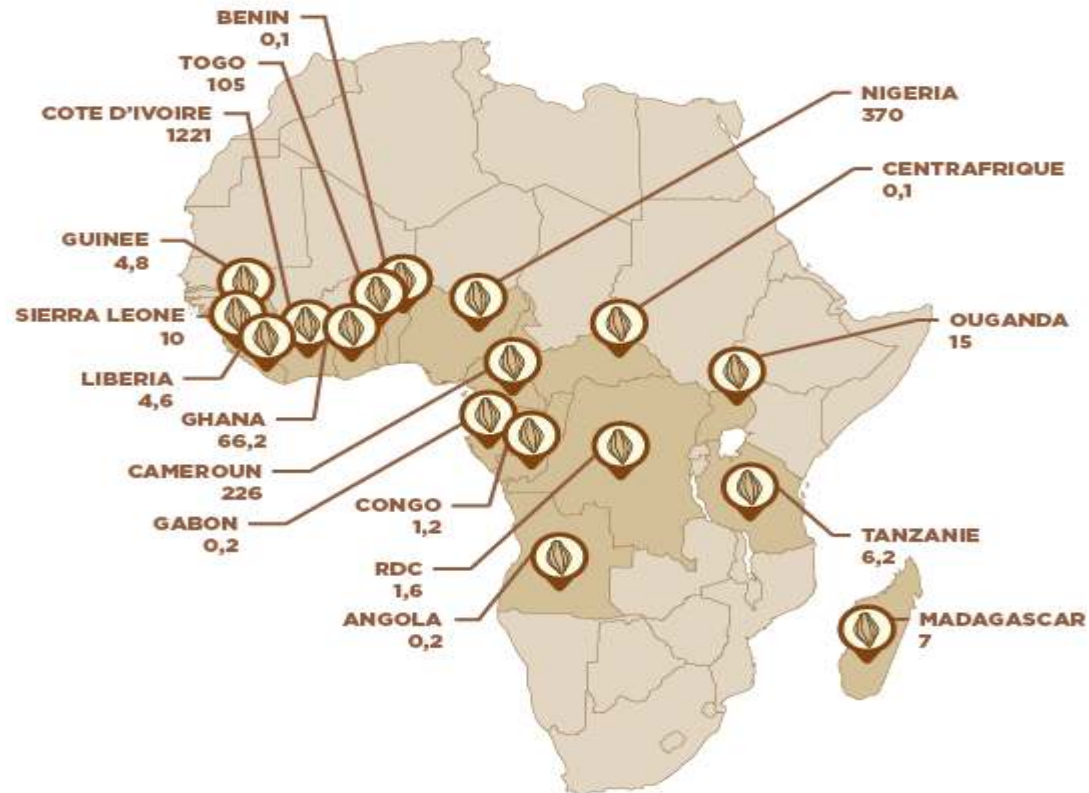 BENIN
0,1
TOGO
105
COTE D'IVOIRE
1221
GUINEE
4,8
SIERRA LEONE
10
LIBERIA
4,6
GHANA
66,2
CAMEROUN
226
GABON
0,2
CONGO
1,2
RDC
1,6
ANGOLA
0,2
NIGERIA
370
CENTRAFRIQUE
0,1
OUGANDA
15
TANZANIE
6,2
MADAGASCAR
7